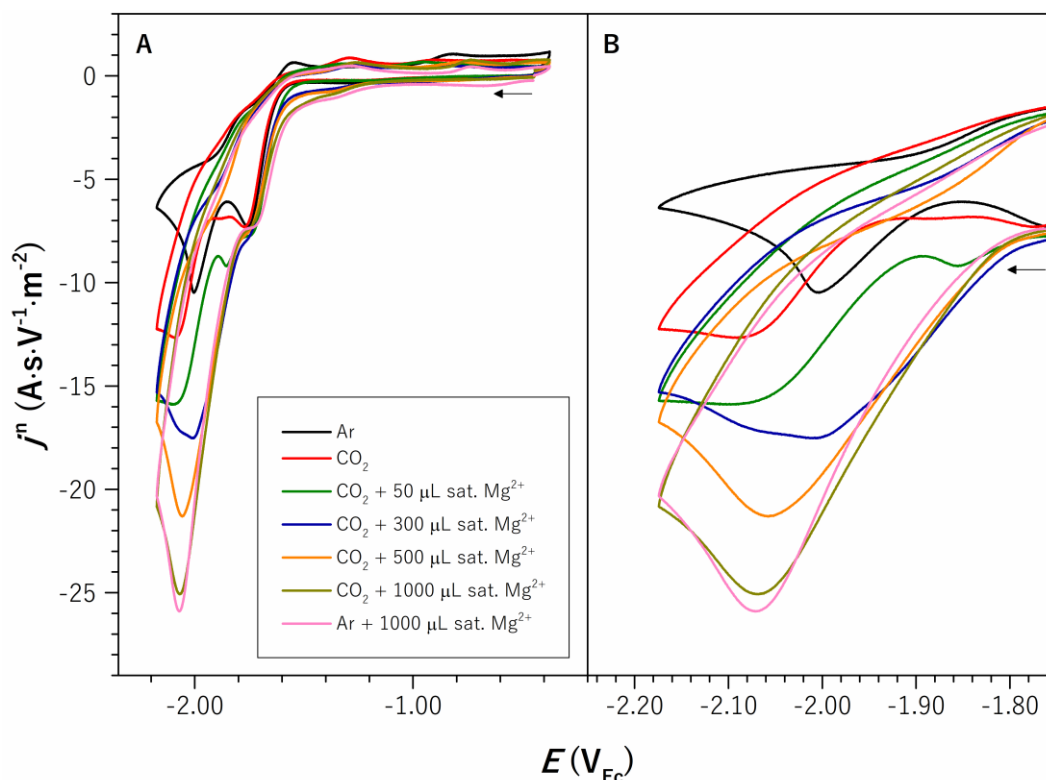 A
B
0
-5
-10
-15
-20
-25
jⁿ (A·s·V⁻¹·m⁻²)
Ar
CO₂
CO₂ + 50 μL sat. Mg²⁺
CO₂ + 300 μL sat. Mg²⁺
CO₂ + 500 μL sat. Mg²⁺
CO₂ + 1000 μL sat. Mg²⁺
Ar + 1000 μL sat. Mg²⁺
-2.00 -1.00
-2.20 -2.10 -2.00 -1.90 -1.80
E (V_Fc)